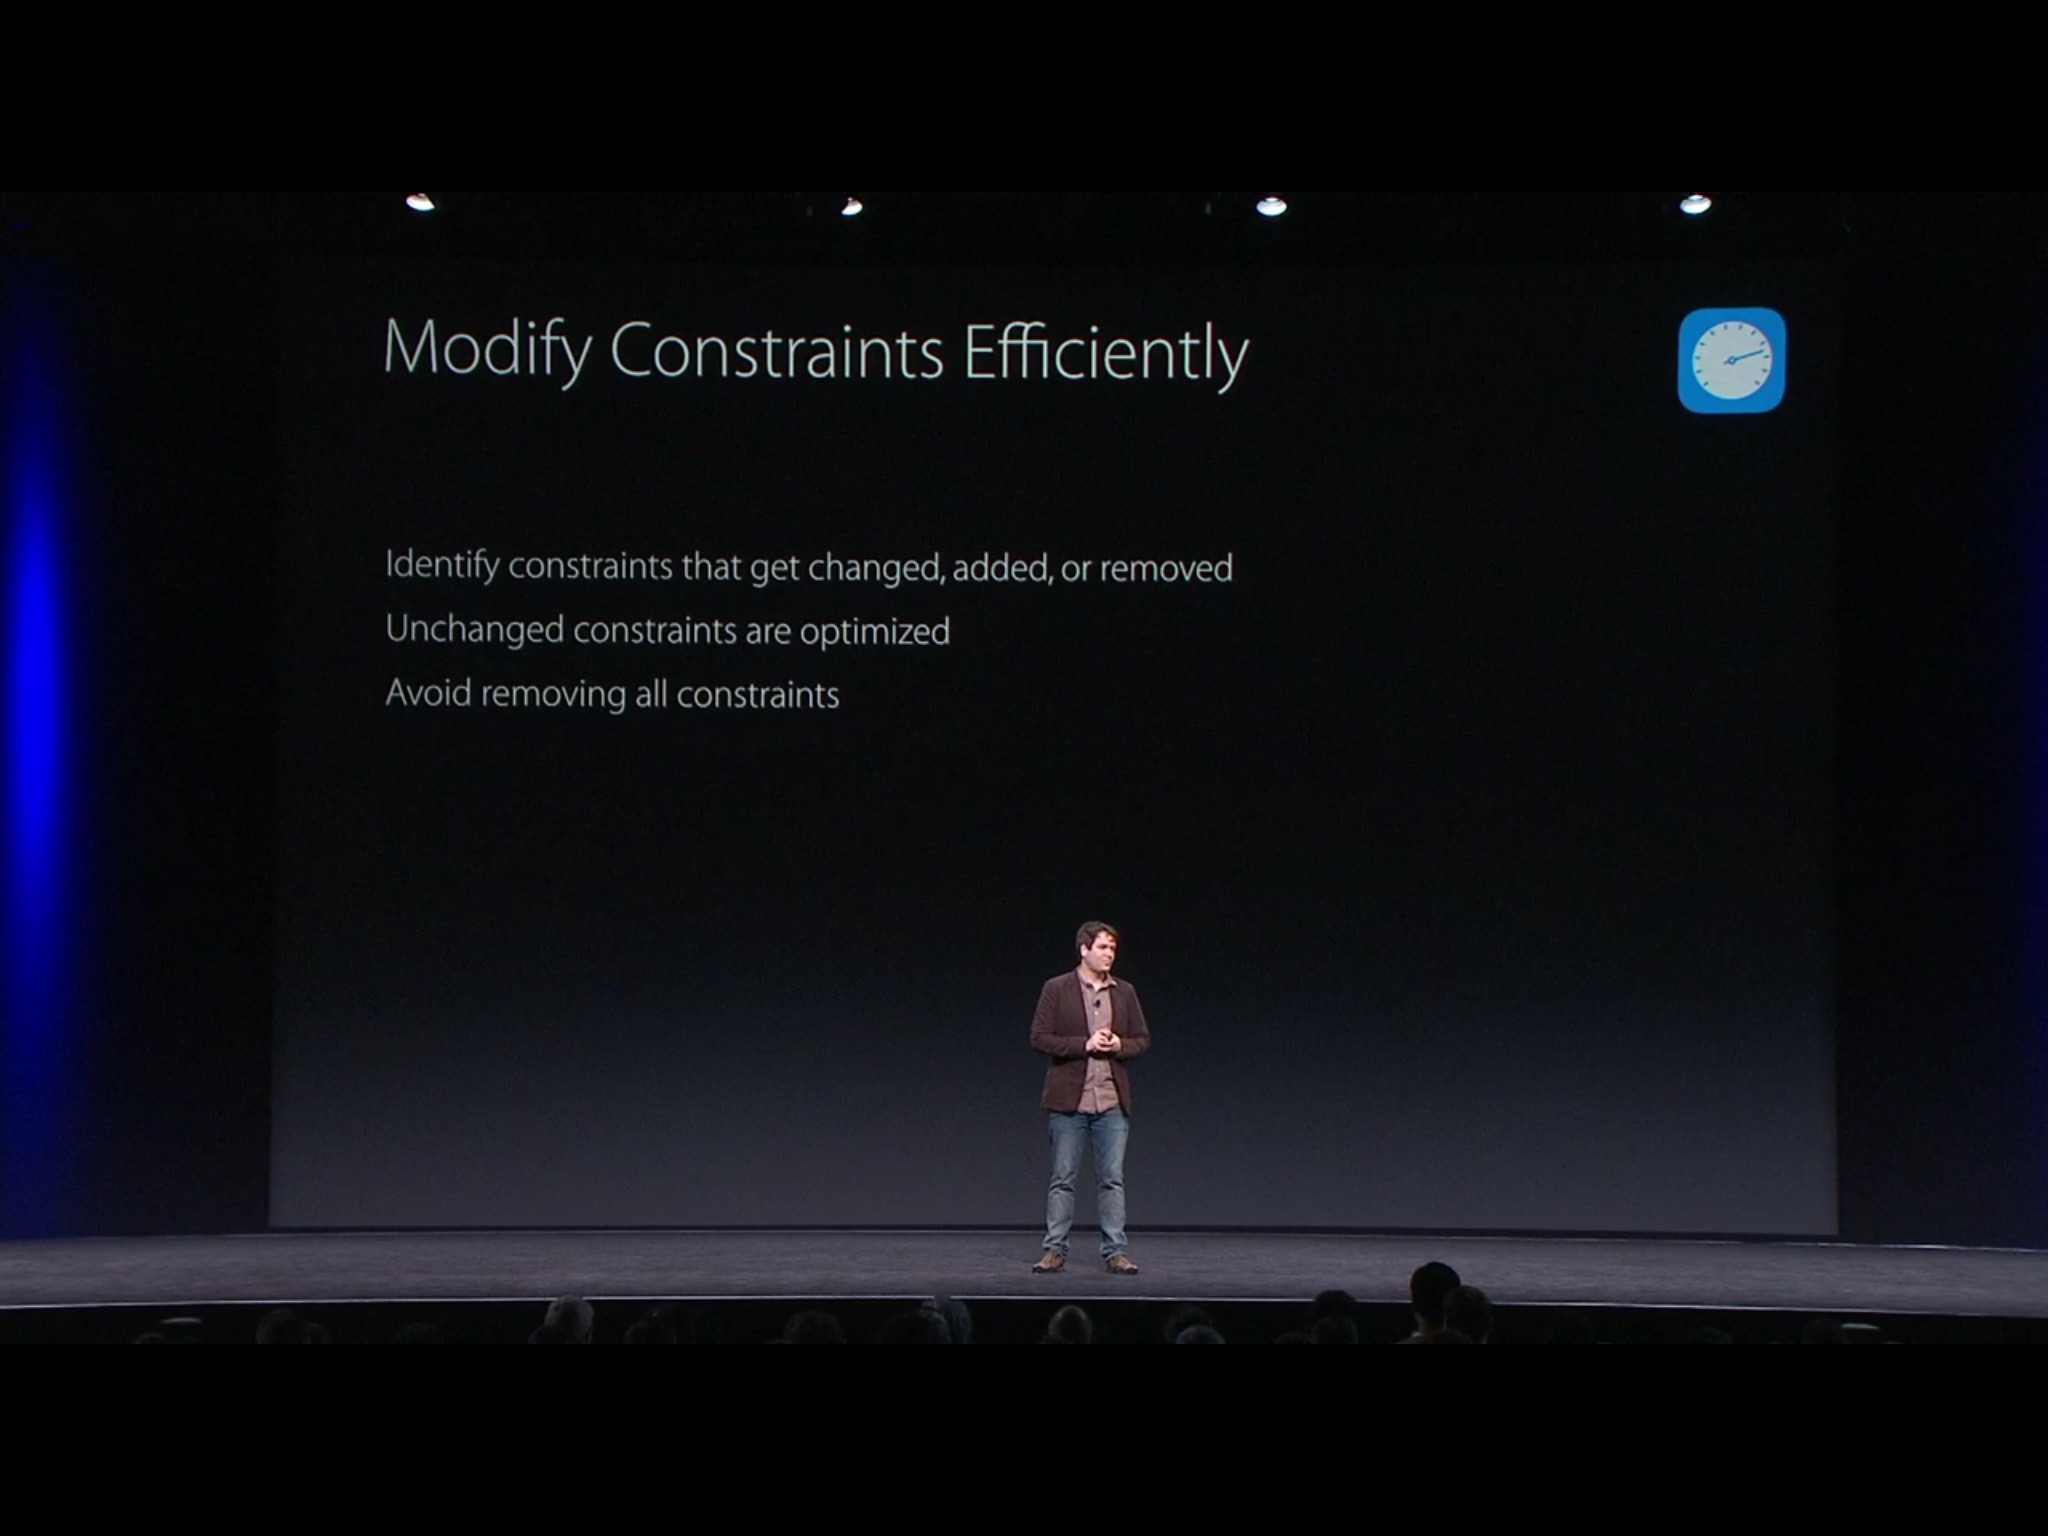 Modify Constraints Efficiently
Identify constraints that get changed, added, or removed
Unchanged constraints are optimized
Avoid removing all constraints